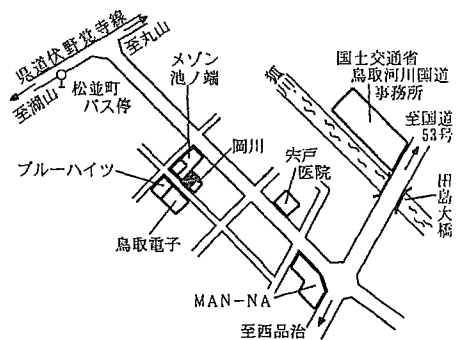 県道伏野覚寺線
至丸山
至湖山
松並町
バス停
メゾン
池ノ端
岡川
ブルーハイツ
鳥取電子
宍戸
医院
狐川
国土交通省
鳥取河川国道
事務所
至国道
53号
田島大橋
MAN-NA
至西品治